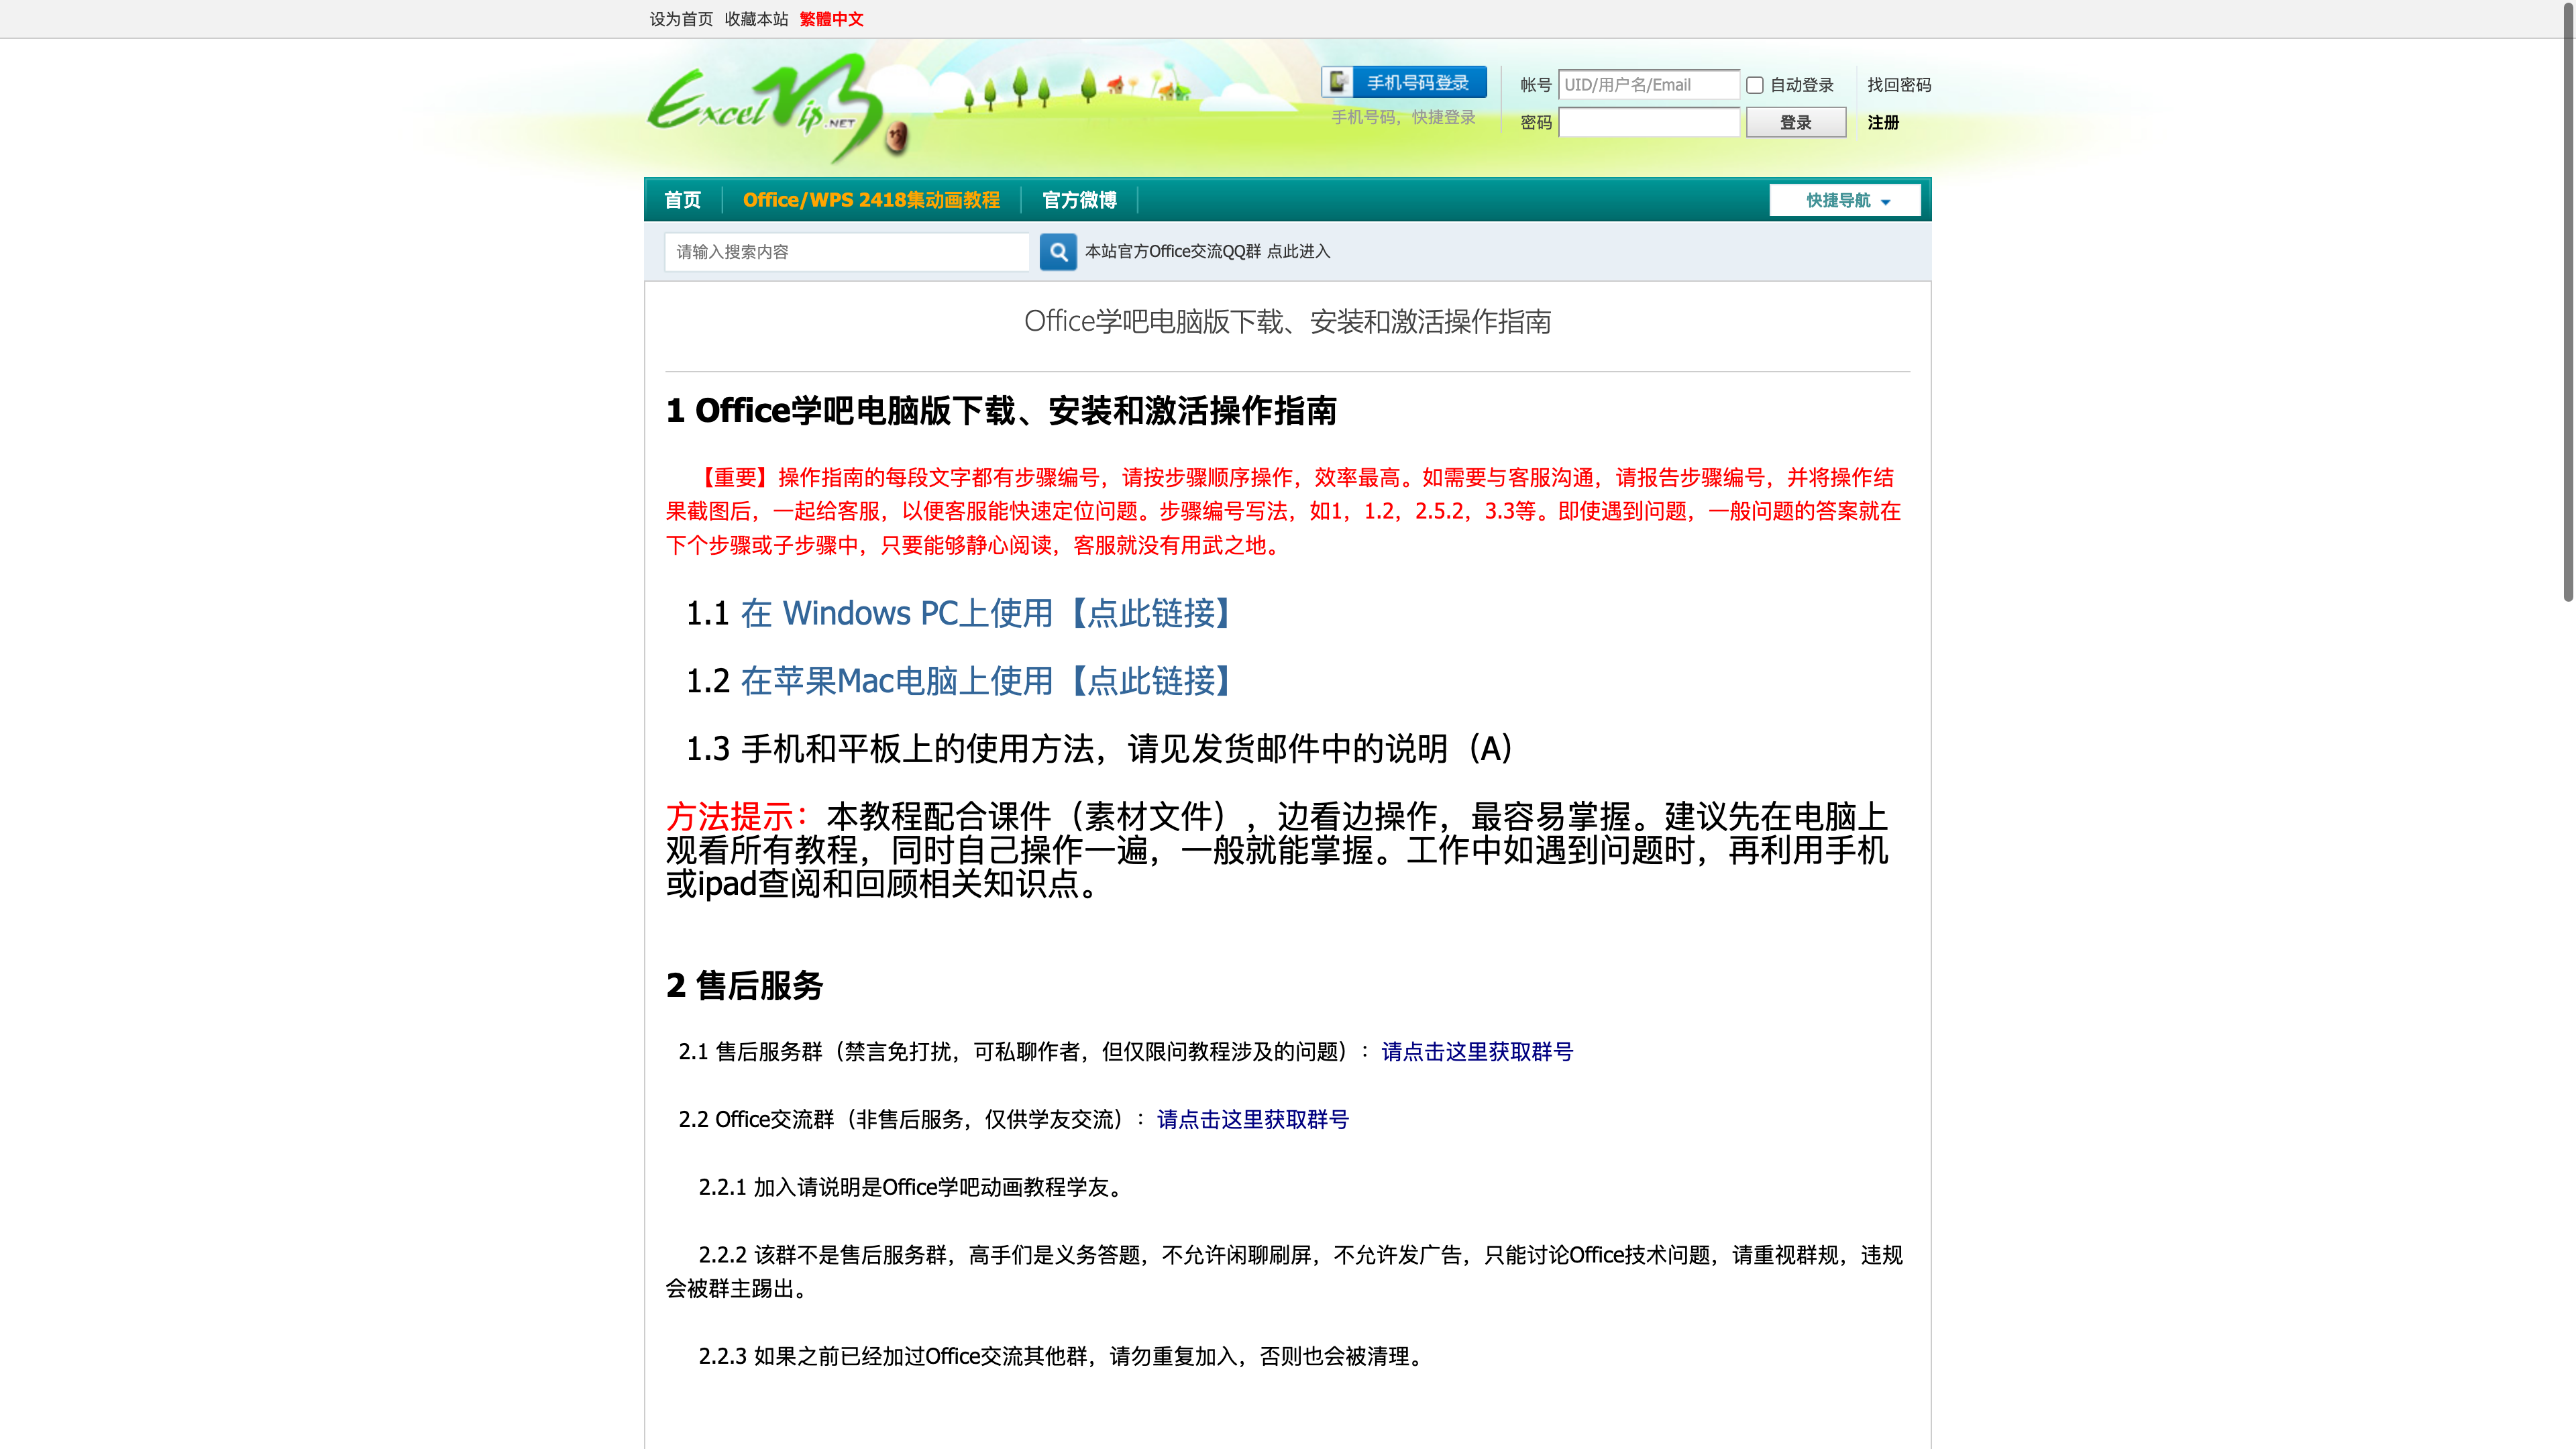 设为首页 收藏本站 繁體中文
Excel Vip.NET
手机号码登录
手机号码，快捷登录
帐号 UID/用户名/Email 自动登录 找回密码
密码 登录 注册
首页 Office/WPS 2418集动画教程 官方微博 快捷导航
请输入搜索内容 本站官方Office交流QQ群 点此进入
Office学吧电脑版下载、安装和激活操作指南
1 Office学吧电脑版下载、安装和激活操作指南
【重要】操作指南的每段文字都有步骤编号，请按步骤顺序操作，效率最高。如需要与客服沟通，请报告步骤编号，并将操作结
果截图后，一起给客服，以便客服能快速定位问题。步骤编号写法，如1，1.2，2.5.2，3.3等。即使遇到问题，一般问题的答案就在
下个步骤或子步骤中，只要能够静心阅读，客服就没有用武之地。
1.1 在 Windows PC上使用【点此链接】
1.2 在苹果Mac电脑上使用【点此链接】
1.3 手机和平板上的使用方法，请见发货邮件中的说明（A）
方法提示：本教程配合课件（素材文件），边看边操作，最容易掌握。建议先在电脑上
观看所有教程，同时自己操作一遍，一般就能掌握。工作中如遇到问题时，再利用手机
或ipad查阅和回顾相关知识点。
2 售后服务
2.1 售后服务群（禁言免打扰，可私聊作者，但仅限问教程涉及的问题）：请点击这里获取群号
2.2 Office交流群（非售后服务，仅供学友交流）：请点击这里获取群号
2.2.1 加入请说明是Office学吧动画教程学友。
2.2.2 该群不是售后服务群，高手们是义务答题，不允许闲聊刷屏，不允许发广告，只能讨论Office技术问题，请重视群规，违规
会被群主踢出。
2.2.3 如果之前已经加过Office交流其他群，请勿重复加入，否则也会被清理。